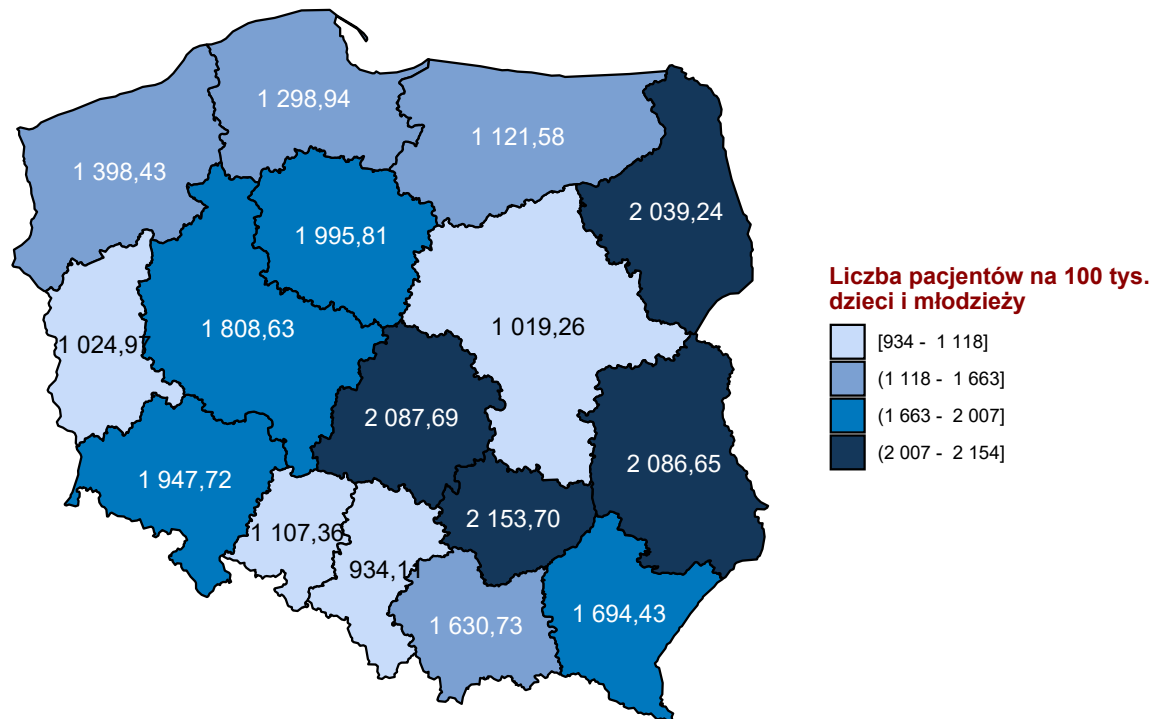 1 298,94
1 121,58
1 398,43
2 039,24
1 995,81
1 019,26
1 808,63
1 024,97
2 087,69
2 086,65
1 947,72
2 153,70
1 107,36
934,11
1 694,43
1 630,73
Liczba pacjentów na 100 tys.
dzieci i młodzieży
[934 - 1 118]
(1 118 - 1 663]
(1 663 - 2 007]
(2 007 - 2 154]